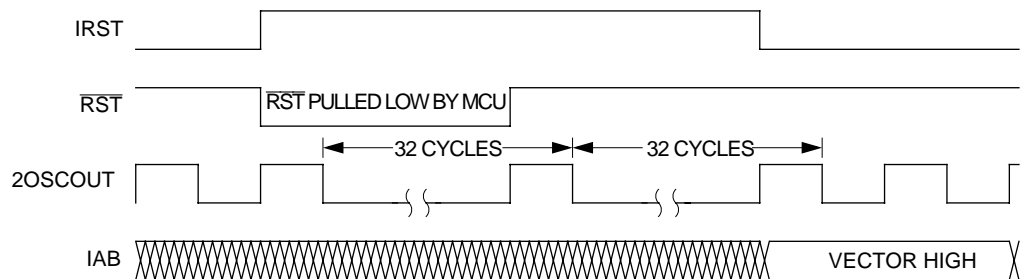 IRST
RST
RST PULLED LOW BY MCU
32 CYCLES
32 CYCLES
2OSCOUT
IAB
VECTOR HIGH